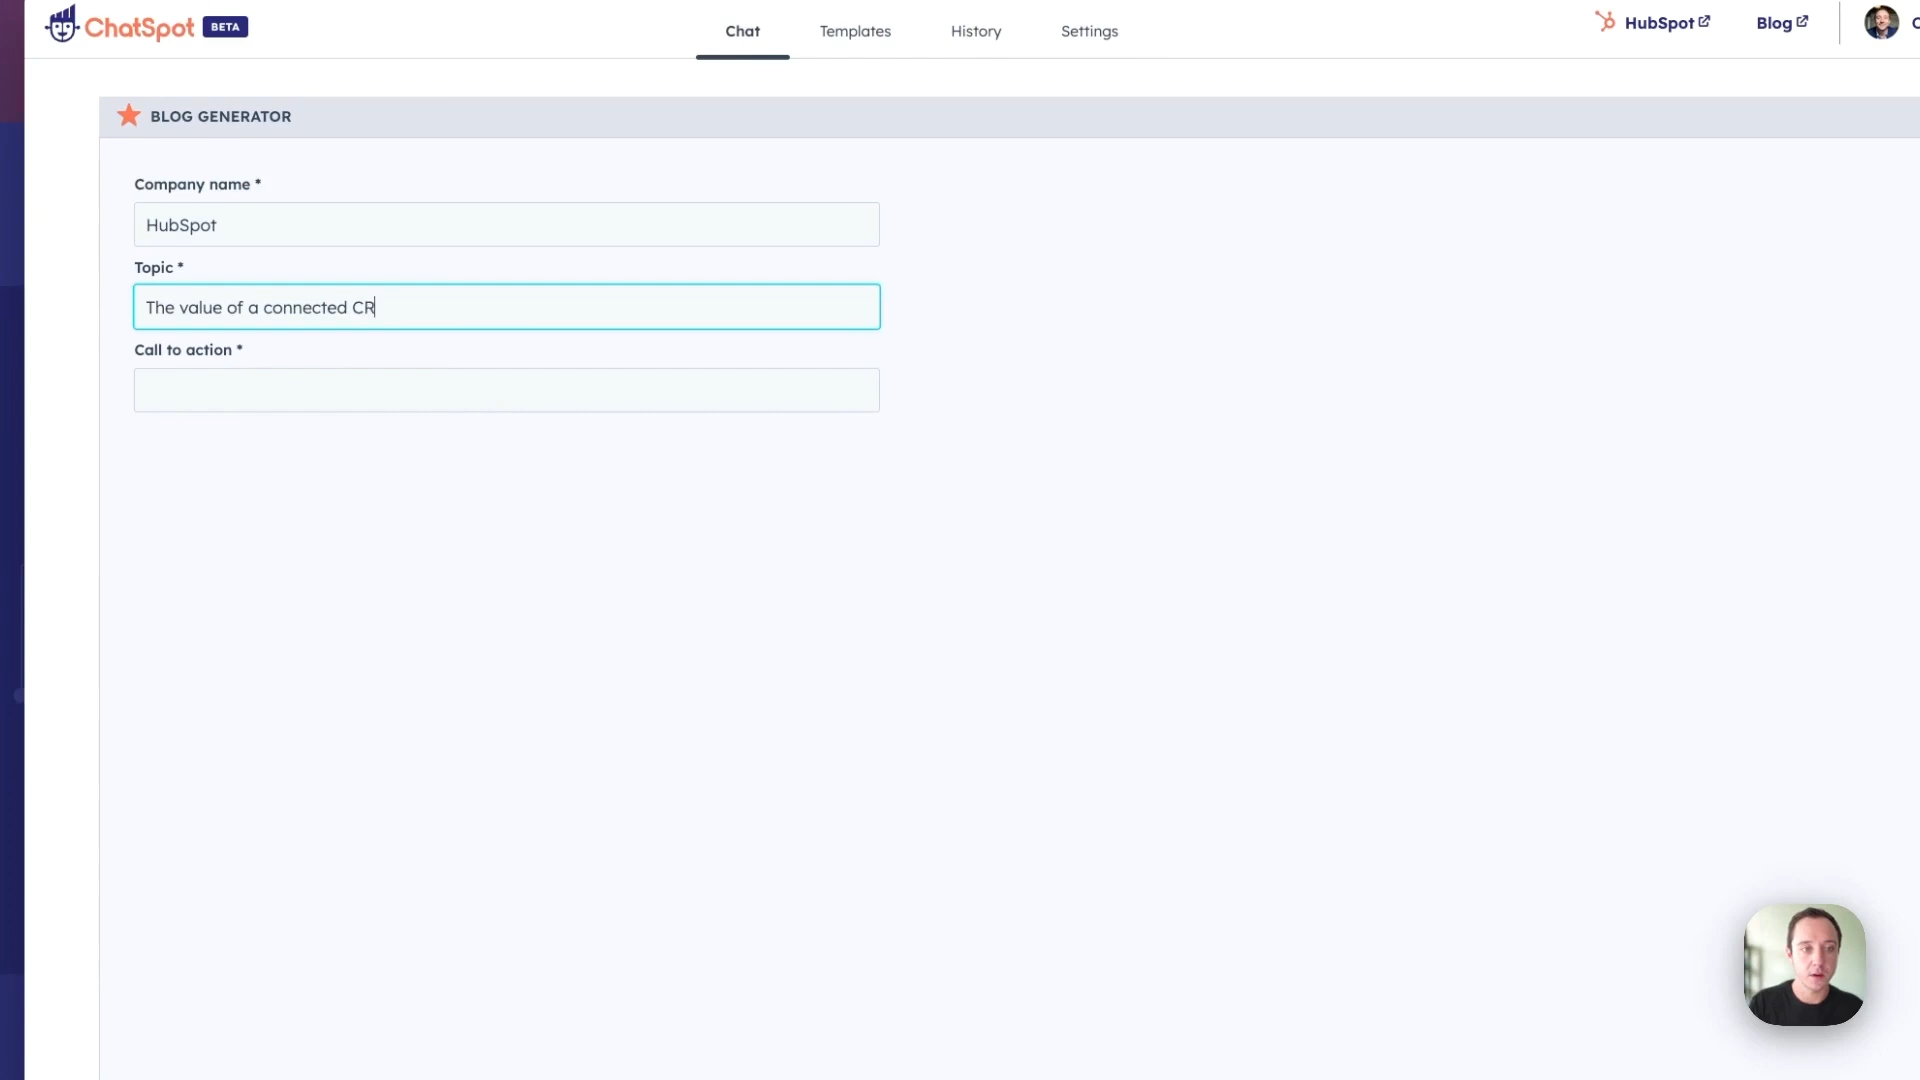 ChatSpot BETA
Chat Templates History Settings
HubSpot Blog
BLOG GENERATOR
Company name *
HubSpot
Topic *
The value of a connected CR
Call to action *